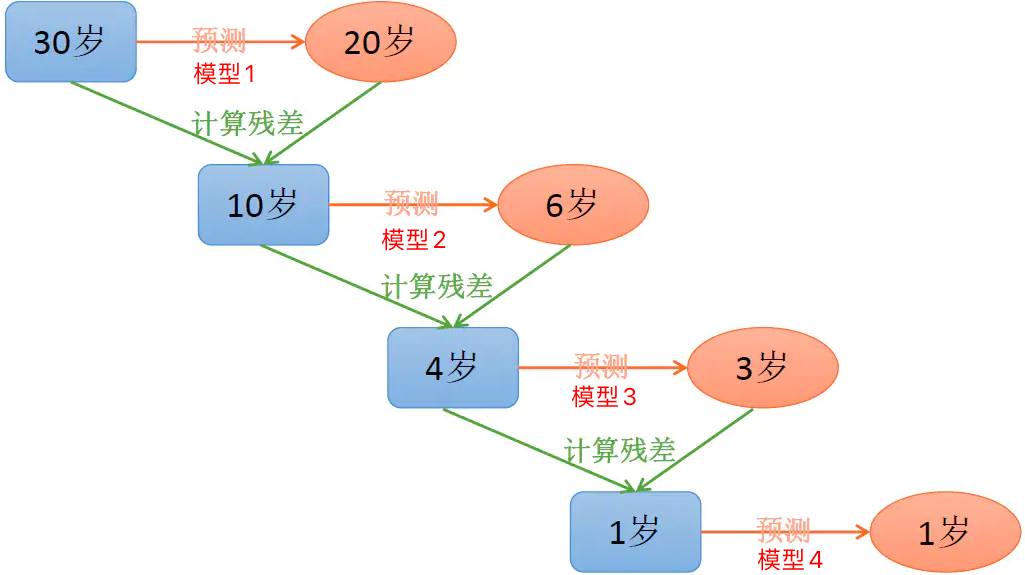 30岁
预测
20岁
模型1
计算残差
10岁
预测
6岁
模型2
计算残差
4岁
预测
3岁
模型3
计算残差
1岁
预测
1岁
模型4